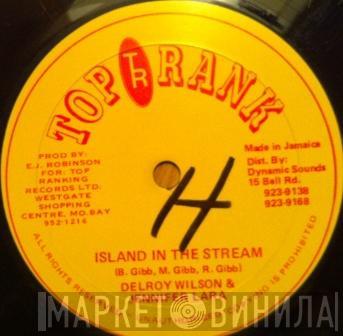 TOP TR RANK
PROD BY:
E.J. ROBINSON
FOR: TOP
RANKING
RECORDS LTD.
WESTGATE
SHOPPING
CENTRE, MO.BAY
952-1216
Made in Jamaica
Dist. By:
Dynamic Sounds
15 Bell Rd.
923-9138
923-9168
H
ISLAND IN THE STREAM
(B. Gibb, M. Gibb, R. Gibb)
DELROY WILSON &
JENNIFER LARA
ALL RIGHTS
PROHIBITED
МАРКЕТ ВИНИЛА